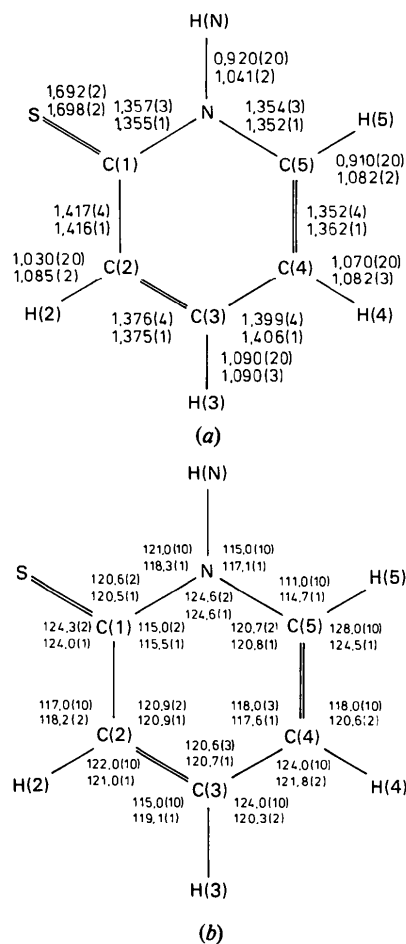 H(N)
0,920(20)
1,041(2)
1,692(2)
1,698(2)
1,357(3)
1,355(1)
N
1,354(3)
1,352(1)
S
H(5)
C(1)
C(5)
0,910(20)
1,082(2)
1,417(4)
1,416(1)
1,352(4)
1,362(1)
1,030(20)
1,085(2)
C(2)
C(4)
1,070(20)
1,082(3)
H(2)
1,376(4)
1,375(1)
C(3)
1,399(4)
1,406(1)
H(4)
1,090(20)
1,090(3)
H(3)
(a)
H(N)
121,0(10)
118,3(1)
N
115,0(10)
117,1(1)
S
120,6(2)
120,5(1)
124,6(2)
124,6(1)
111,0(10)
114,7(1)
H(5)
124,3(2)
124,0(1)
C(1)
115,0(2)
115,5(1)
120,7(2)
120,8(1)
C(5)
128,0(10)
124,5(1)
117,0(10)
118,2(2)
120,9(2)
120,9(1)
118,0(3)
117,6(1)
118,0(10)
120,6(2)
C(2)
120,6(3)
120,7(1)
C(4)
H(2)
122,0(10)
121,0(1)
C(3)
124,0(10)
121,8(2)
H(4)
115,0(10)
119,1(1)
124,0(10)
120,3(2)
H(3)
(b)